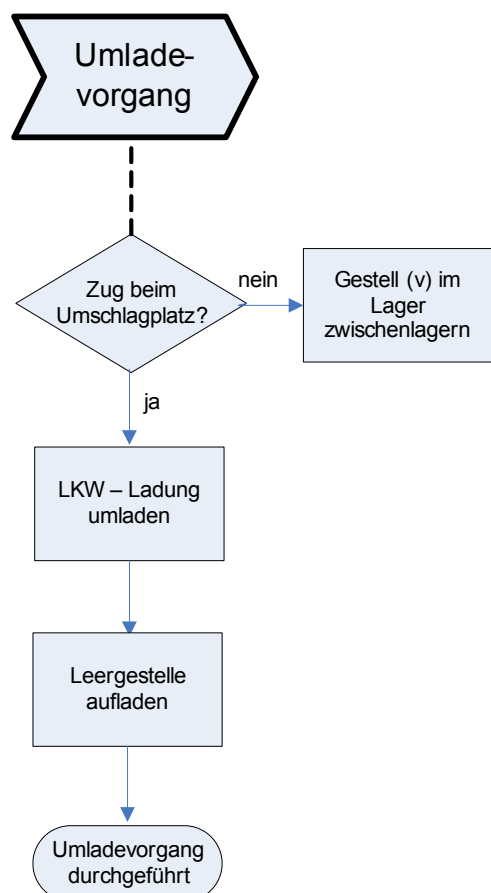 Umlade-
vorgang
Zug beim
Umschlagplatz?
nein
Gestell (v) im
Lager
zwischenlagern
ja
LKW – Ladung
umladen
Leergestelle
aufladen
Umladevorgang
durchgeführt